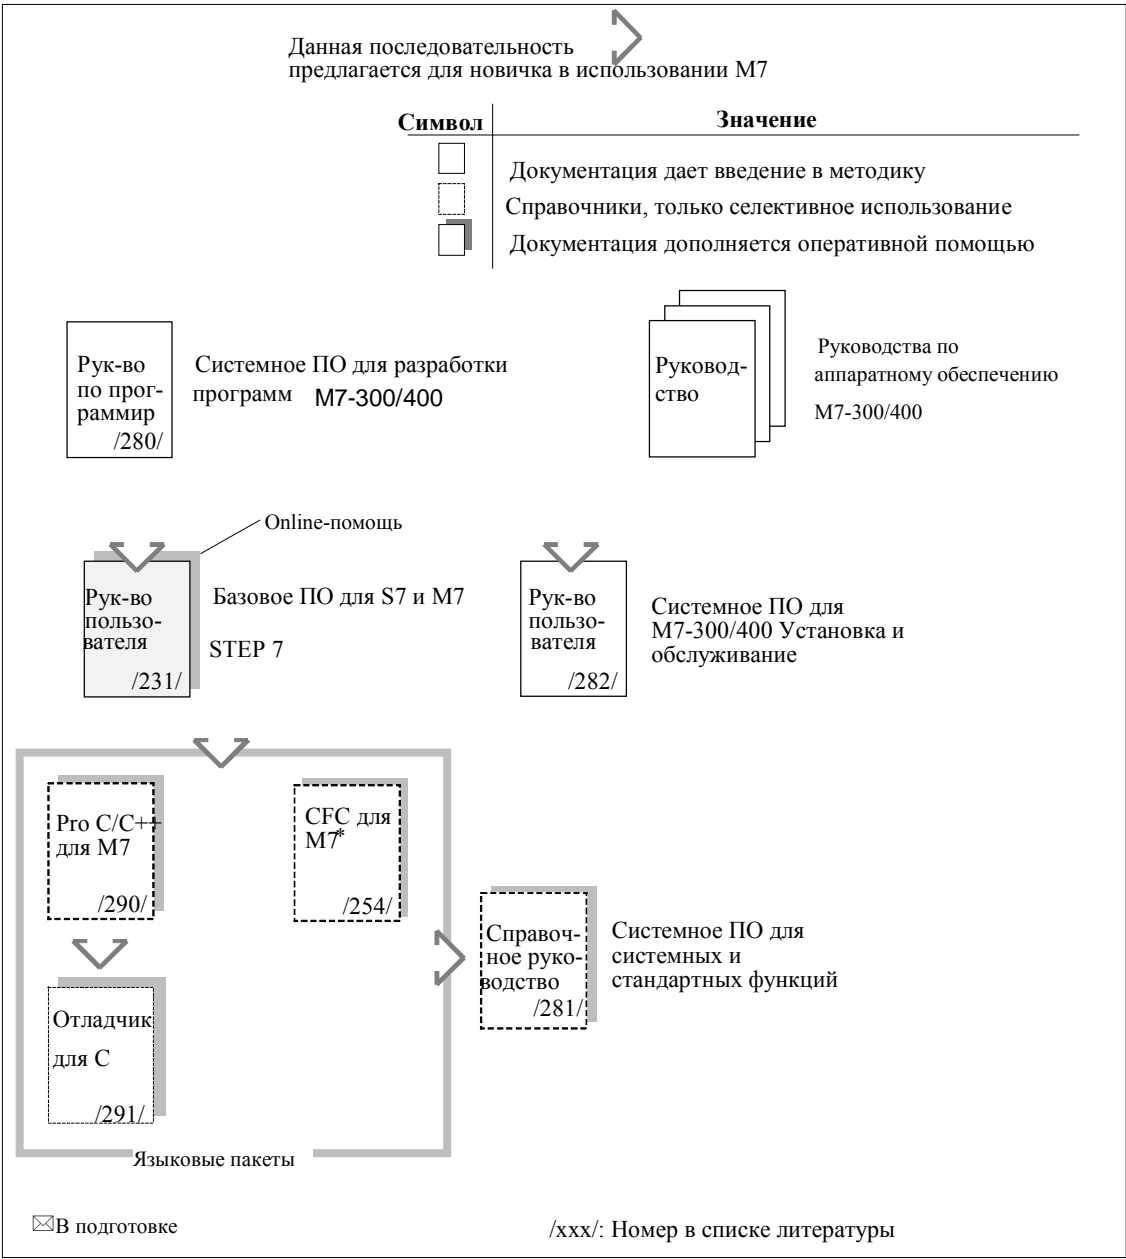 Данная последовательность
предлагается для новичка в использовании M7
Символ
Значение
Документация дает введение в методику
Справочники, только селективное использование
Документация дополняется оперативной помощью
Рук-во
по прог-
раммир
/280/
Системное ПО для разработки
программ M7-300/400
Руковод-
ство
Руководства по
аппаратному обеспечению
M7-300/400
Online-помощь
Рук-во
пользо-
вателя
/231/
Базовое ПО для S7 и M7
STEP 7
Рук-во
пользо-
вателя
/282/
Системное ПО для
M7-300/400 Установка и
обслуживание
Pro C/C++
для M7
/290/
CFC для
M7*
/254/
Справоч-
ное руко-
водство
/281/
Системное ПО для
системных и
стандартных функций
Отладчик
для C
/291/
Языковые пакеты
В подготовке
/xxx/: Номер в списке литературы